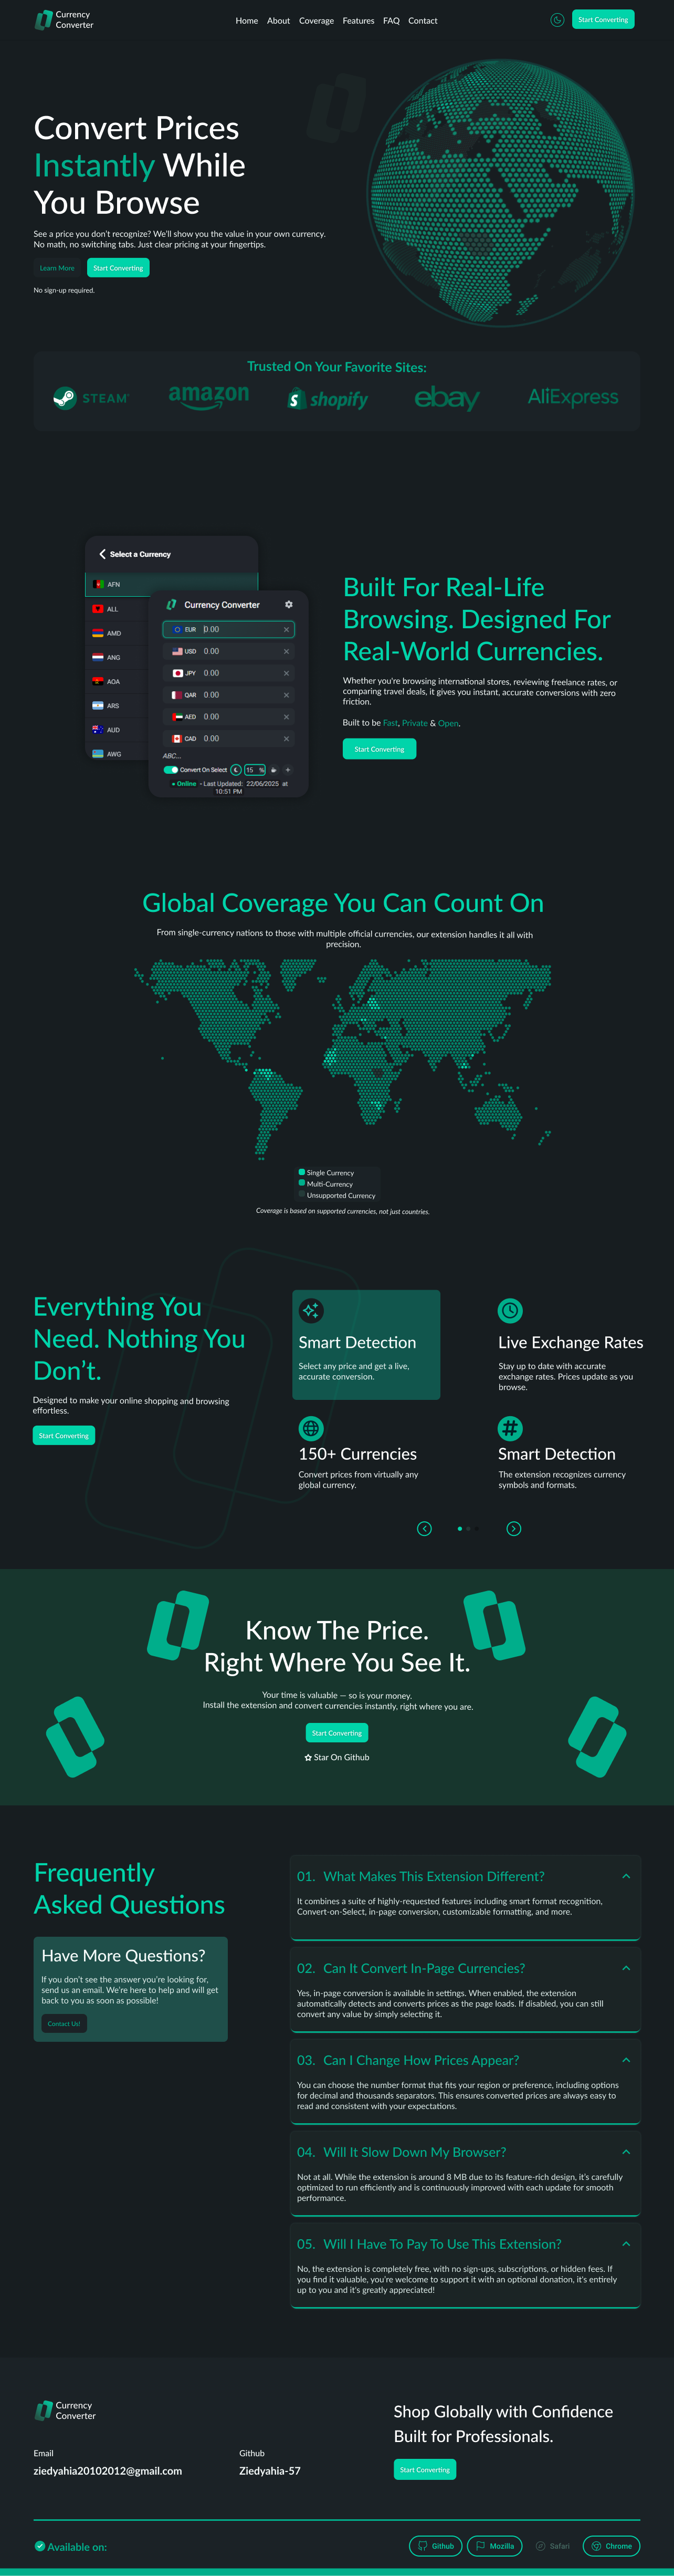 Currency
Converter
Home About Coverage Features FAQ Contact
Start Converting
Convert Prices
Instantly While
You Browse
See a price you don't recognize? We'll show you the value in your own currency.
No math, no switching tabs. Just clear pricing at your fingertips.
Learn More
Start Converting
No sign-up required.
Trusted On Your Favorite Sites:
STEAM
amazon
shopify
ebay
AliExpress
Select a Currency
AFN
ALL
AMD
ANG
AOA
ARS
AUD
AWG
Currency Converter
EUR 0.00
USD 0.00
JPY 0.00
QAR 0.00
AED 0.00
CAD 0.00
ABC...
Convert On Select 15 %
Online - Last Updated: 22/06/2025 at
10:51 PM
Built For Real-Life
Browsing. Designed For
Real-World Currencies.
Whether you're browsing international stores, reviewing freelance rates, or
comparing travel deals, it gives you instant, accurate conversions with zero
friction.
Built to be Fast, Private & Open.
Start Converting
Global Coverage You Can Count On
From single-currency nations to those with multiple official currencies, our extension handles it all with
precision.
Single Currency
Multi-Currency
Unsupported Currency
Coverage is based on supported currencies, not just countries.
Everything You
Need. Nothing You
Don't.
Designed to make your online shopping and browsing
effortless.
Start Converting
Smart Detection
Select any price and get a live,
accurate conversion.
Live Exchange Rates
Stay up to date with accurate
exchange rates. Prices update as you
browse.
150+ Currencies
Convert prices from virtually any
global currency.
Smart Detection
The extension recognizes currency
symbols and formats.
Know The Price.
Right Where You See It.
Your time is valuable — so is your money.
Install the extension and convert currencies instantly, right where you are.
Start Converting
Star On Github
Frequently
Asked Questions
Have More Questions?
If you don't see the answer you're looking for,
send us an email. We're here to help and will get
back to you as soon as possible!
Contact Us!
01. What Makes This Extension Different?
It combines a suite of highly-requested features including smart format recognition,
Convert-on-Select, in-page conversion, customizable formatting, and more.
02. Can It Convert In-Page Currencies?
Yes, in-page conversion is available in settings. When enabled, the extension
automatically detects and converts prices as the page loads. If disabled, you can still
convert any value by simply selecting it.
03. Can I Change How Prices Appear?
You can choose the number format that fits your region or preference, including options
for decimal and thousands separators. This ensures converted prices are always easy to
read and consistent with your expectations.
04. Will It Slow Down My Browser?
Not at all. While the extension is around 8 MB due to its feature-rich design, it's carefully
optimized to run efficiently and is continuously improved with each update for smooth
performance.
05. Will I Have To Pay To Use This Extension?
No, the extension is completely free, with no sign-ups, subscriptions, or hidden fees. If
you find it valuable, you're welcome to support it with an optional donation, it's entirely
up to you and it's greatly appreciated!
Currency
Converter
Email
ziedyahia20102012@gmail.com
Github
Ziedyahia-57
Shop Globally with Confidence
Built for Professionals.
Start Converting
Available on:
Github
Mozilla
Safari
Chrome